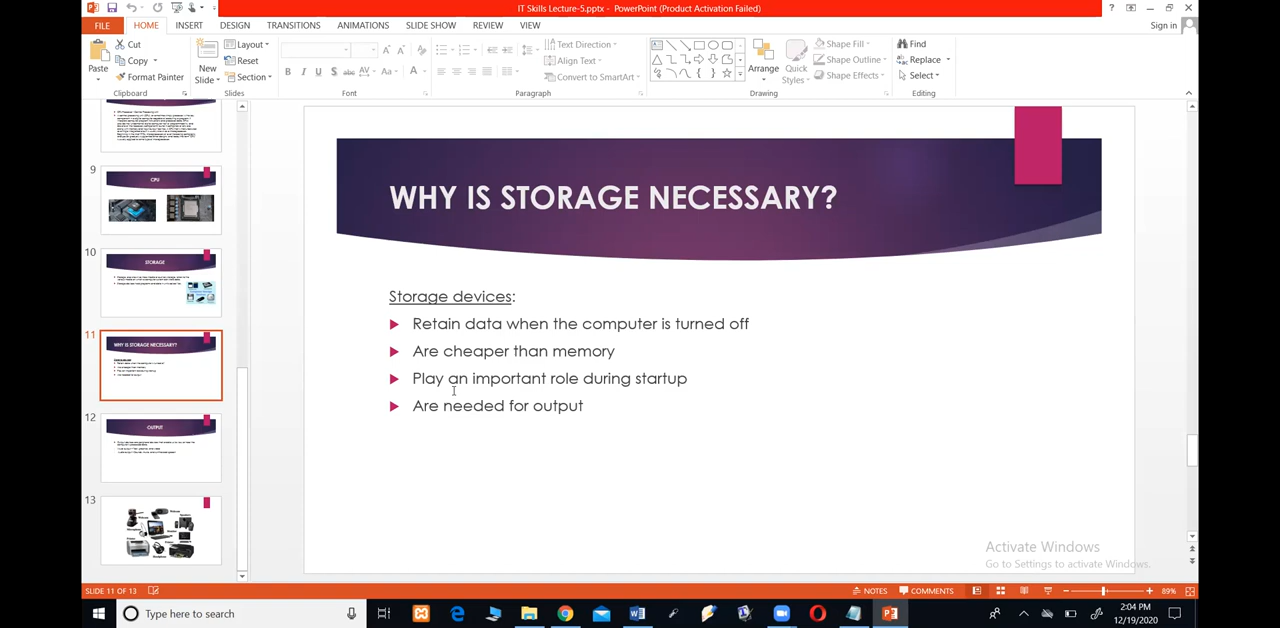 IT Skills Lecture-5.pptx - PowerPoint (Product Activation Failed)
FILE HOME INSERT DESIGN TRANSITIONS ANIMATIONS SLIDE SHOW REVIEW VIEW Sign in
Paste
Cut
Copy
Format Painter
Clipboard
New Slide
Layout
Reset
Section
Slides
B I U S abc AV Aa A
Font
Text Direction
Align Text
Convert to SmartArt
Paragraph
Arrange
Quick Styles
Shape Fill
Shape Outline
Shape Effects
Drawing
Find
Replace
Select
Editing
9
CPU
10
STORAGE
11
WHY IS STORAGE NECESSARY?
12
OUTPUT
13
WHY IS STORAGE NECESSARY?
Storage devices:
Retain data when the computer is turned off
Are cheaper than memory
Play an important role during startup
Are needed for output
Activate Windows
Go to Settings to activate Windows.
SLIDE 11 OF 13 NOTES COMMENTS 89%
Type here to search
2:04 PM
12/19/2020